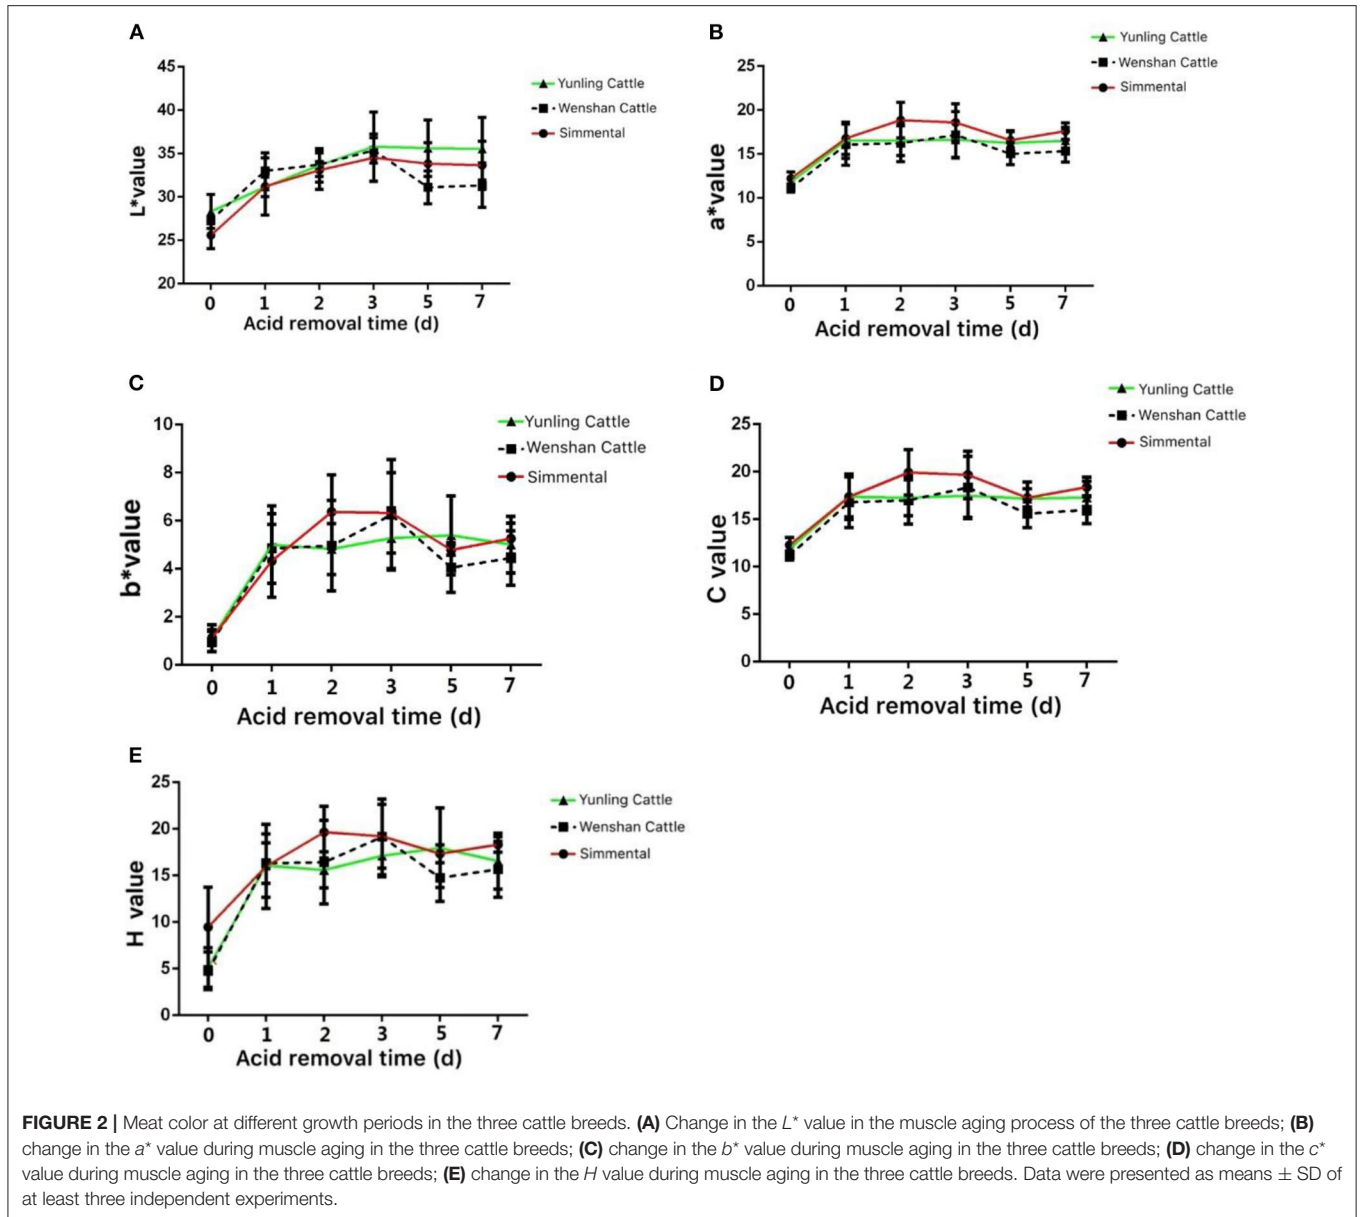 A
45
40
35
30
25
20
L*value
0 1 2 3 5 7
Acid removal time (d)
Yunling Cattle
Wenshan Cattle
Simmental
B
25
20
15
10
5
0
a*value
0 1 2 3 5 7
Acid removal time (d)
Yunling Cattle
Wenshan Cattle
Simmental
C
10
8
6
4
2
0
b*value
0 1 2 3 5 7
Acid removal time (d)
Yunling Cattle
Wenshan Cattle
Simmental
D
25
20
15
10
5
0
C value
0 1 2 3 5 7
Acid removal time (d)
Yunling Cattle
Wenshan Cattle
Simmental
E
25
20
15
10
5
0
H value
0 1 2 3 5 7
Acid removal time (d)
Yunling Cattle
Wenshan Cattle
Simmental
FIGURE 2 | Meat color at different growth periods in the three cattle breeds. (A) Change in the L* value in the muscle aging process of the three cattle breeds; (B)
change in the a* value during muscle aging in the three cattle breeds; (C) change in the b* value during muscle aging in the three cattle breeds; (D) change in the c*
value during muscle aging in the three cattle breeds; (E) change in the H value during muscle aging in the three cattle breeds. Data were presented as means ± SD of
at least three independent experiments.